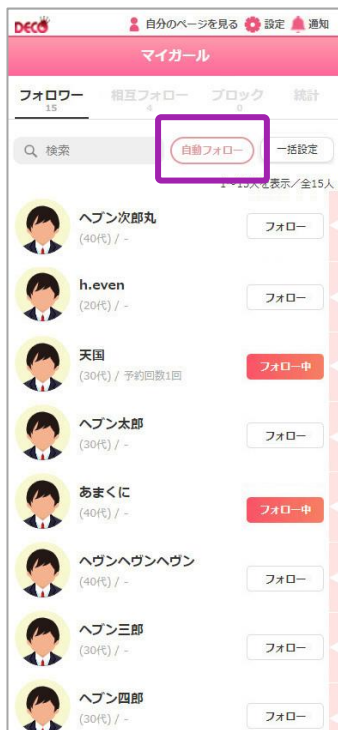 DECO 自分のページを見る 設定 通知
マイガール
フォロワー 相互フォロー ブロック 統計
15 4 0
検索 自動フォロー 一括設定
1～15人を表示／全15人
ヘブン次郎丸
(40代) / -
フォロー
h.even
(20代) / -
フォロー
天国
(30代) / 予約回数1回
フォロー中
ヘブン太郎
(30代) / -
フォロー
あまくに
(40代) / -
フォロー中
ヘヴンヘヴンヘヴン
(40代) / -
フォロー
ヘブン三郎
(30代) / -
フォロー
ヘブン四郎
(30代) / -
フォロー